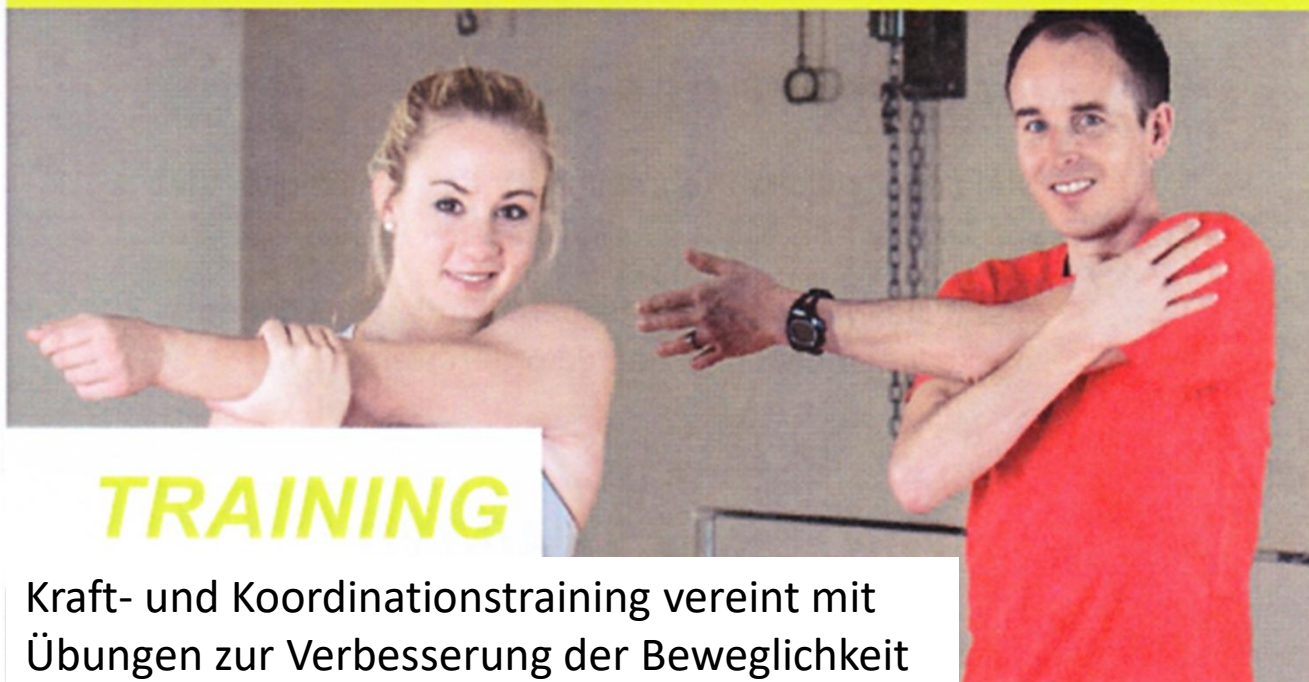 TRAINING
Kraft- und Koordinationstraining vereint mit
Übungen zur Verbesserung der Beweglichkeit